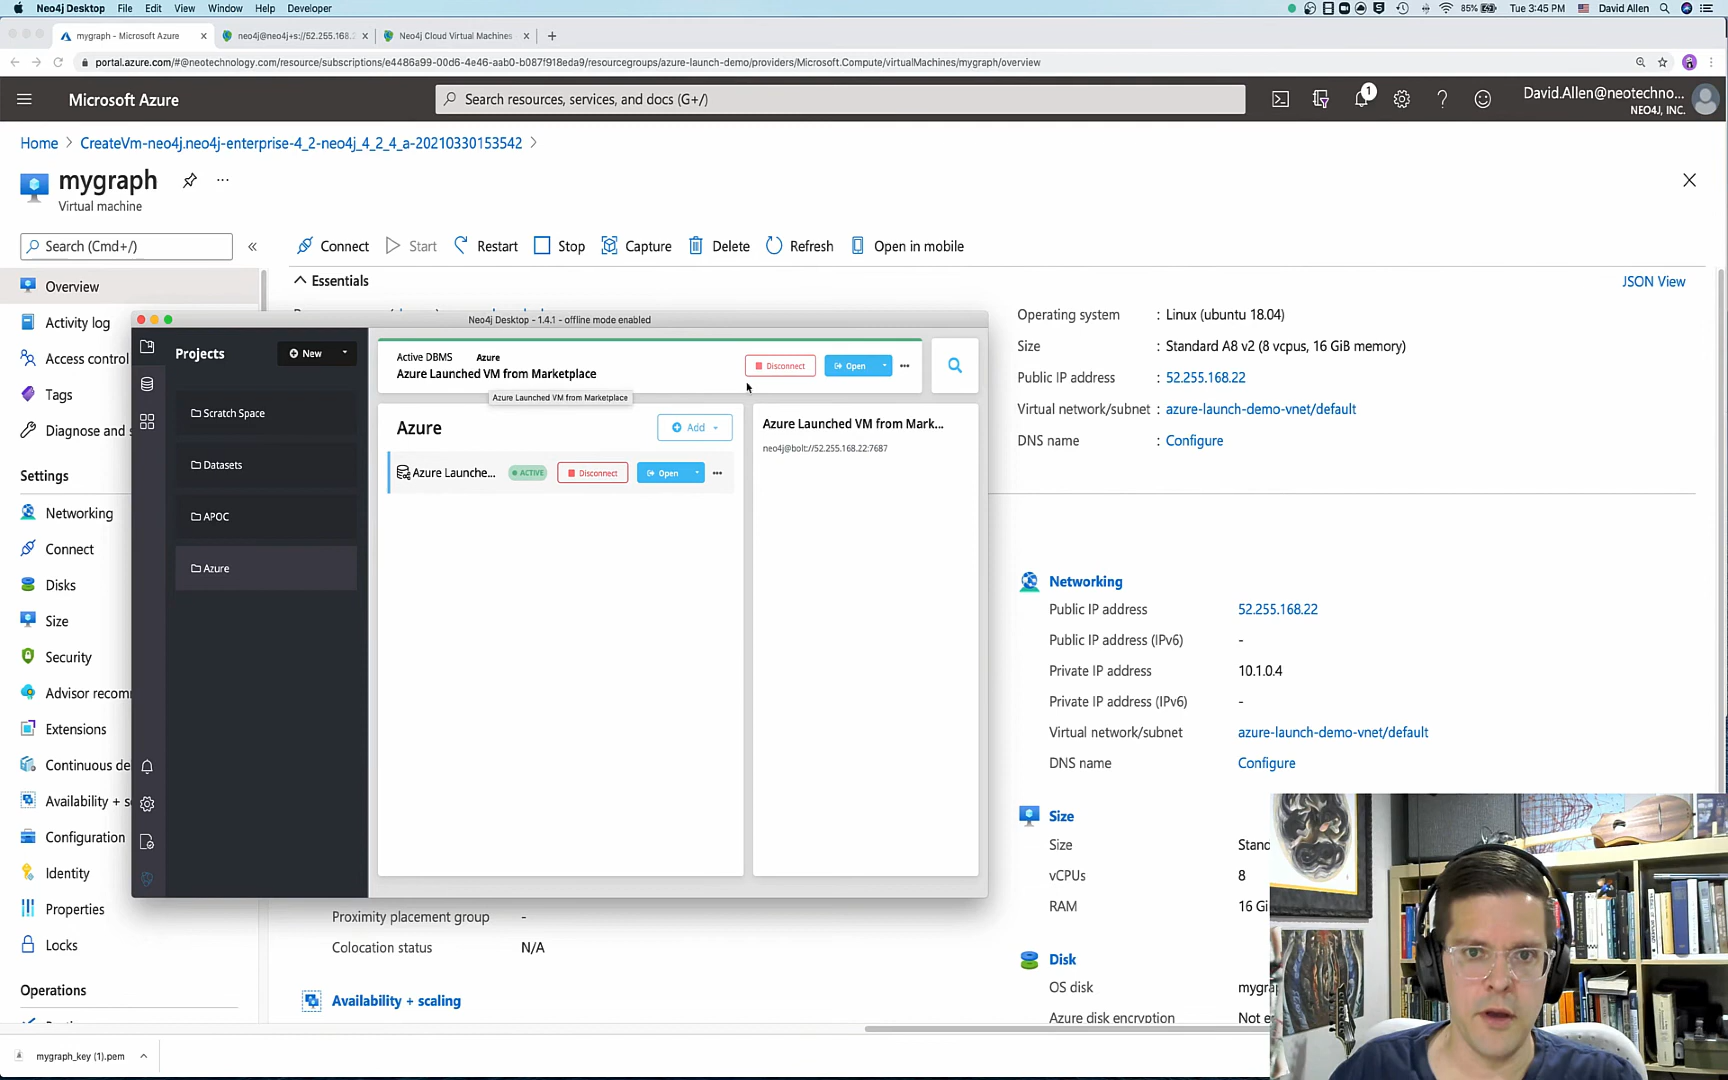 Neo4j Desktop File Edit View Window Help Developer
85% Tue 3:45 PM David Allen
mygraph - Microsoft Azure
neo4j@neo4j+s://52.255.168.
Neo4j Cloud Virtual Machines
portal.azure.com/#@neotechnology.com/resource/subscriptions/e4486a99-00d6-4e46-aab0-b087f918eda9/resourcegroups/azure-launch-demo/providers/Microsoft.Compute/virtualMachines/mygraph/overview
Microsoft Azure
Search resources, services, and docs (G+/)
1
David.Allen@neotechno...
NEO4J, INC.
Home > CreateVm-neo4j.neo4j-enterprise-4_2-neo4j_4_2_4_a-20210330153542 >
mygraph
Virtual machine
Search (Cmd+/)
«
Connect Start Restart Stop Capture Delete Refresh Open in mobile
Overview
Activity log
Access control
Tags
Diagnose and s
Settings
Networking
Connect
Disks
Size
Security
Advisor recom
Extensions
Continuous de
Availability + s
Configuration
Identity
Properties
Locks
Operations
Essentials
JSON View
Operating system : Linux (ubuntu 18.04)
Size : Standard A8 v2 (8 vcpus, 16 GiB memory)
Public IP address : 52.255.168.22
Virtual network/subnet : azure-launch-demo-vnet/default
DNS name : Configure
Neo4j Desktop - 1.4.1 - offline mode enabled
Projects
New
Scratch Space
Datasets
APOC
Azure
Active DBMS Azure
Azure Launched VM from Marketplace
Disconnect
Open
Azure Launched VM from Marketplace
Azure
Add
Azure Launche...
ACTIVE
Disconnect
Open
Azure Launched VM from Mark...
neo4j@bolt://52.255.168.22:7687
Networking
Public IP address 52.255.168.22
Public IP address (IPv6) -
Private IP address 10.1.0.4
Private IP address (IPv6) -
Virtual network/subnet azure-launch-demo-vnet/default
DNS name Configure
Size
Size Stand
vCPUs 8
RAM 16 Gi
Disk
OS disk mygra
Azure disk encryption Not e
Proximity placement group -
Colocation status N/A
Availability + scaling
mygraph_key (1).pem